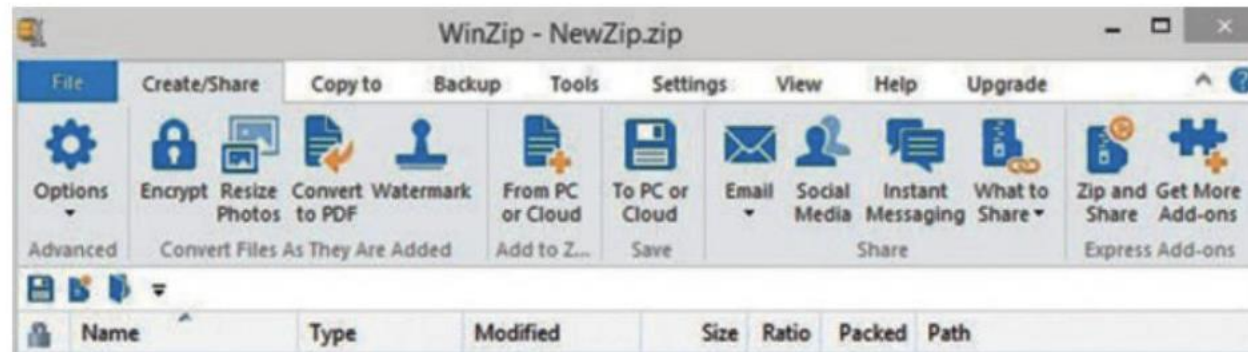 WinZip - NewZip.zip
File Create/Share Copy to Backup Tools Settings View Help Upgrade
Options Encrypt Resize Photos Convert to PDF Watermark From PC or Cloud To PC or Cloud Email Social Media Instant Messaging What to Share Zip and Share Get More Add-ons
Advanced Convert Files As They Are Added Add to Z... Save Share Express Add-ons
Name Type Modified Size Ratio Packed Path